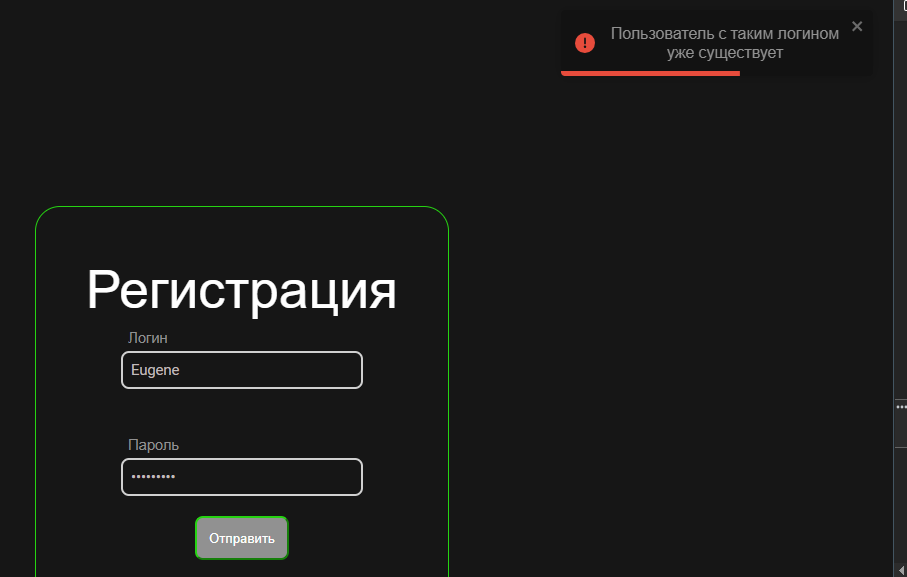 Пользователь с таким логином
уже существует
Регистрация
Логин
Eugene
Пароль
Отправить